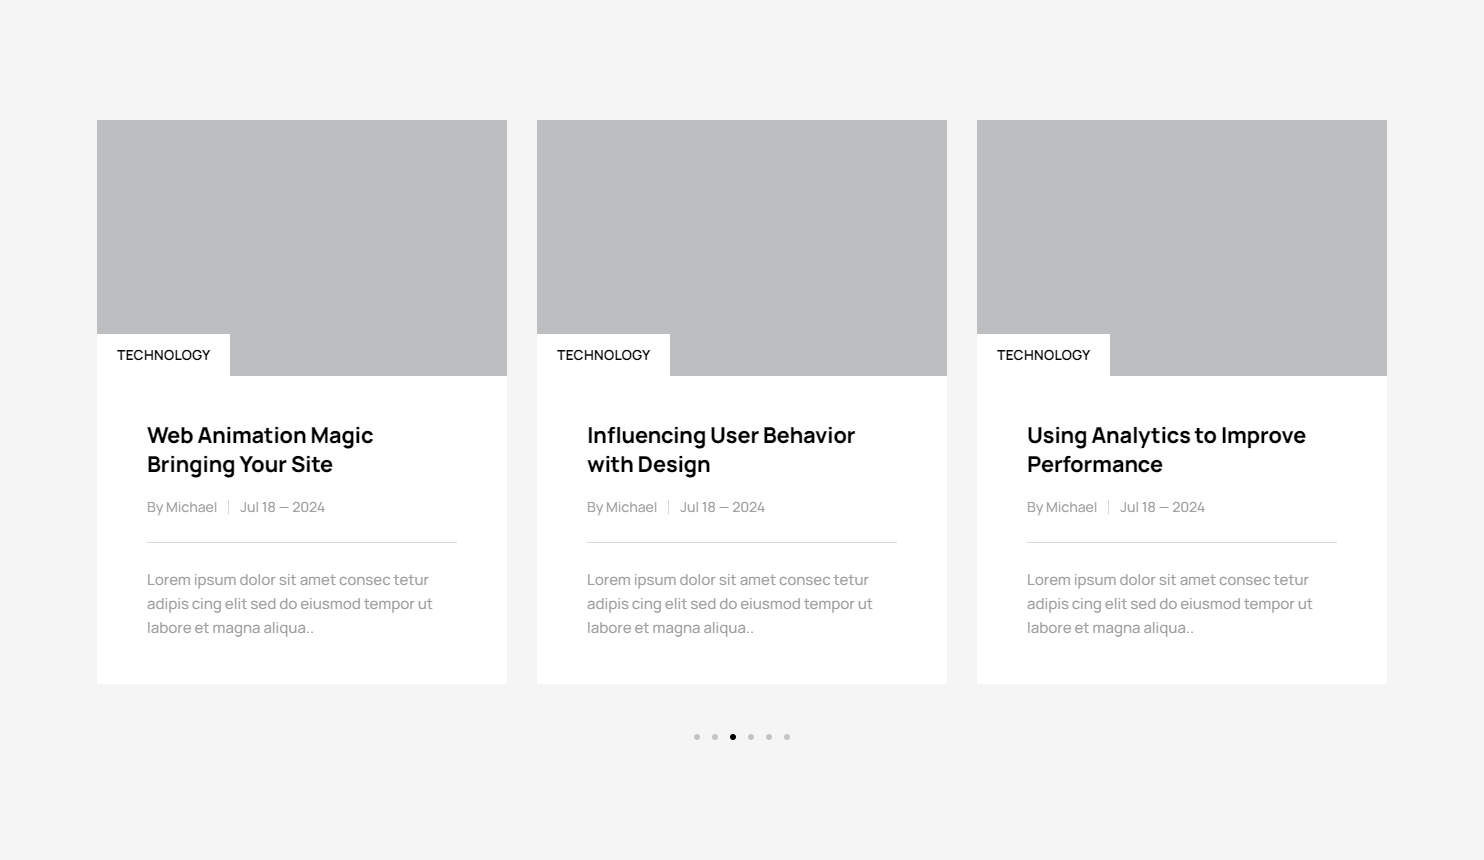 TECHNOLOGY
Web Animation Magic
Bringing Your Site
By Michael | Jul 18 — 2024
Lorem ipsum dolor sit amet consec tetur
adipis cing elit sed do eiusmod tempor ut
labore et magna aliqua..
TECHNOLOGY
Influencing User Behavior
with Design
By Michael | Jul 18 — 2024
Lorem ipsum dolor sit amet consec tetur
adipis cing elit sed do eiusmod tempor ut
labore et magna aliqua..
TECHNOLOGY
Using Analytics to Improve
Performance
By Michael | Jul 18 — 2024
Lorem ipsum dolor sit amet consec tetur
adipis cing elit sed do eiusmod tempor ut
labore et magna aliqua..